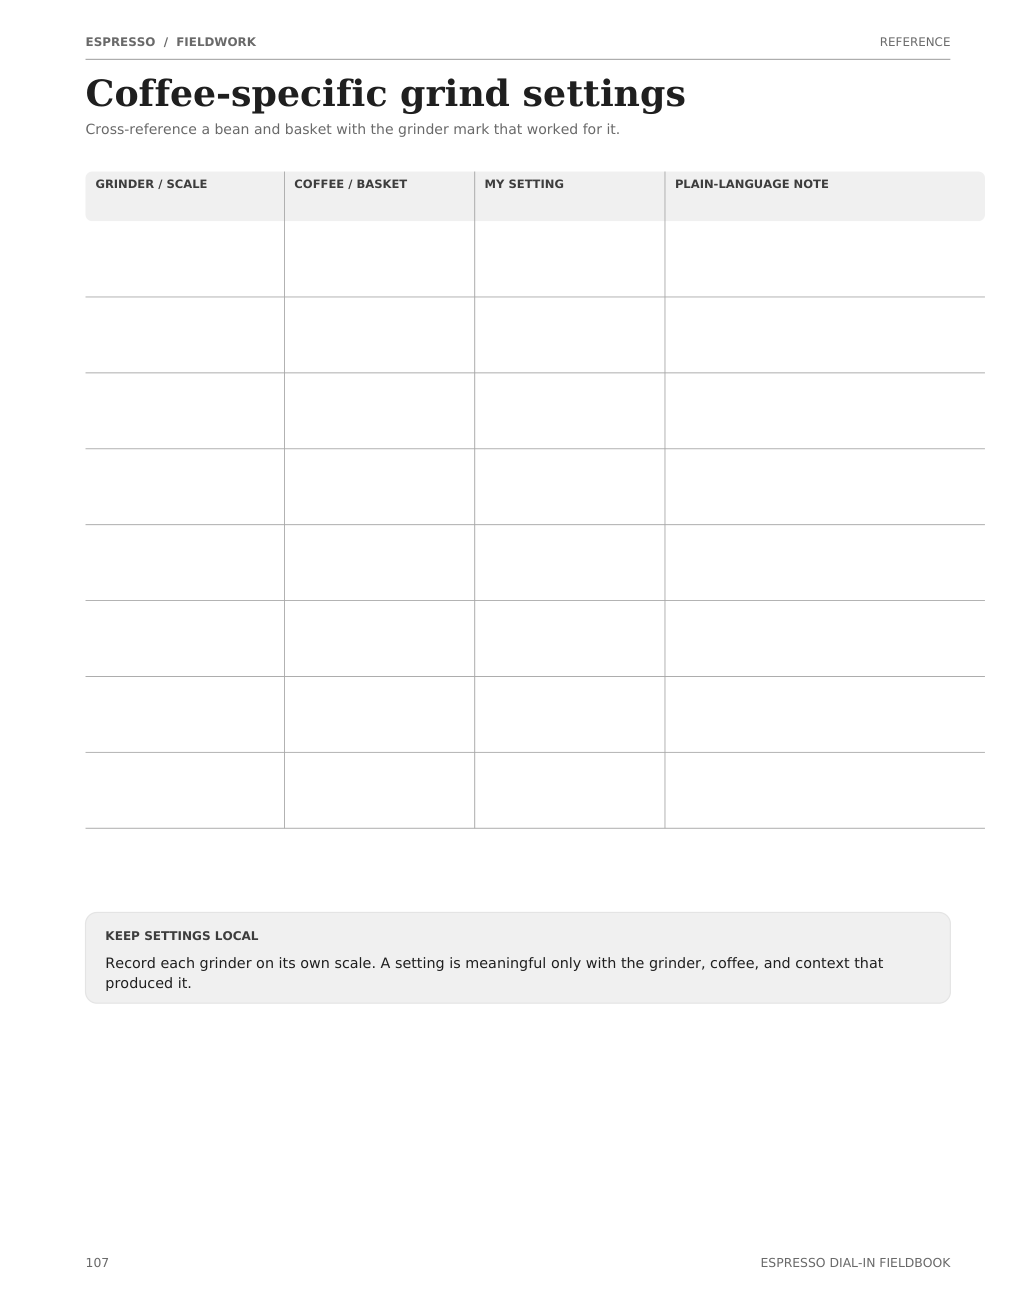 ESPRESSO / FIELDWORK
REFERENCE
Coffee-specific grind settings
Cross-reference a bean and basket with the grinder mark that worked for it.
GRINDER / SCALE
COFFEE / BASKET
MY SETTING
PLAIN-LANGUAGE NOTE
KEEP SETTINGS LOCAL
Record each grinder on its own scale. A setting is meaningful only with the grinder, coffee, and context that
produced it.
107
ESPRESSO DIAL-IN FIELDBOOK